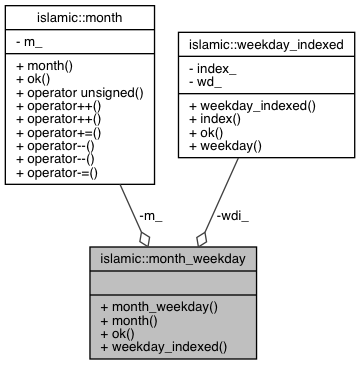 islamic::month
- m_
+ month()
+ ok()
+ operator unsigned()
+ operator++()
+ operator++()
+ operator+=()
+ operator--()
+ operator--()
+ operator-=()
islamic::weekday_indexed
- index_
- wd_
+ weekday_indexed()
+ index()
+ ok()
+ weekday()
-m_
-wdi_
islamic::month_weekday
+ month_weekday()
+ month()
+ ok()
+ weekday_indexed()